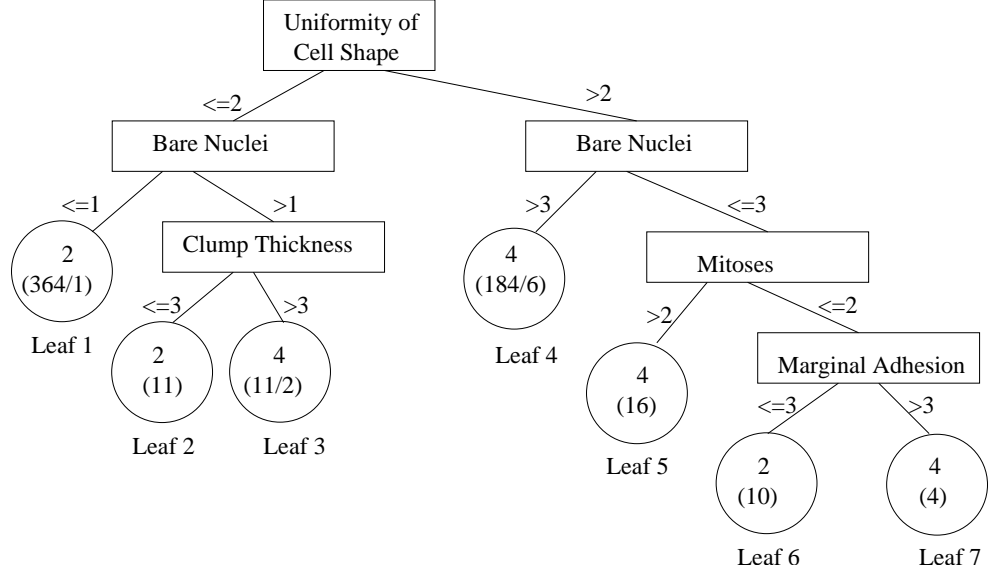 Uniformity of
Cell Shape
<=2
>2
Bare Nuclei
Bare Nuclei
<=1
>1
>3
<=3
2
(364/1)
Leaf 1
Clump Thickness
4
(184/6)
Leaf 4
Mitoses
<=3
>3
>2
<=2
2
(11)
Leaf 2
4
(11/2)
Leaf 3
4
(16)
Leaf 5
Marginal Adhesion
<=3
>3
2
(10)
Leaf 6
4
(4)
Leaf 7